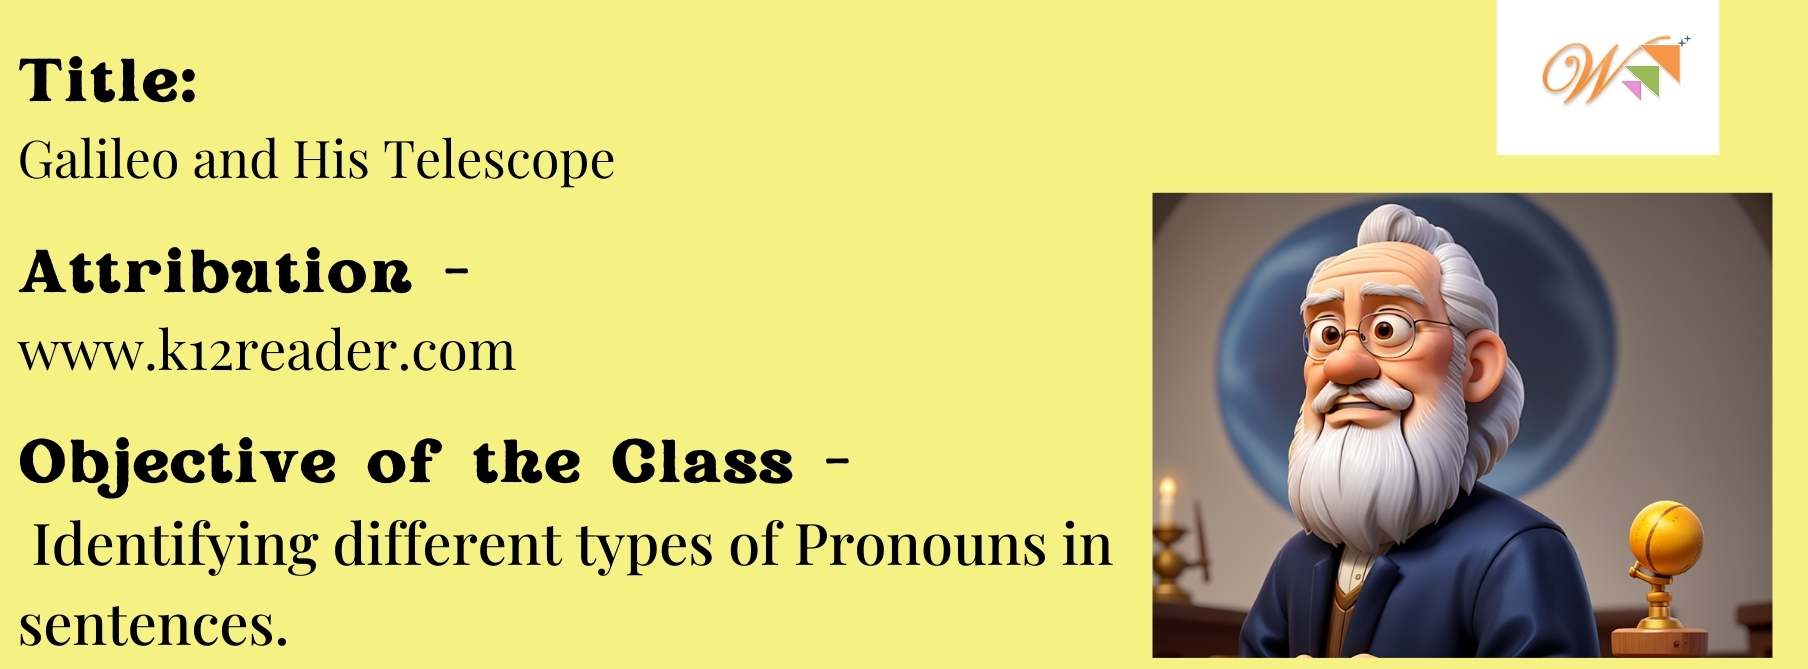 W
Title:
Galileo and His Telescope
Attribution -
www.k12reader.com
Objective of the Class -
Identifying different types of Pronouns in
sentences.